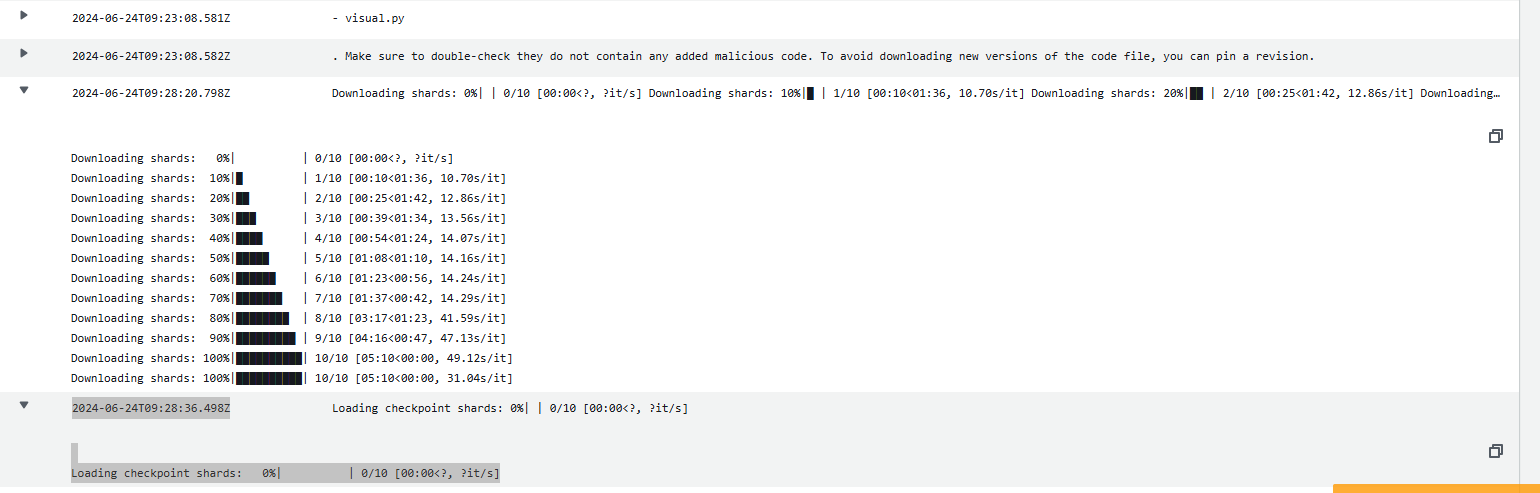 2024-06-24T09:23:08.581Z - visual.py
2024-06-24T09:23:08.582Z . Make sure to double-check they do not contain any added malicious code. To avoid downloading new versions of the code file, you can pin a revision.
2024-06-24T09:28:20.798Z Downloading shards: 0%| | 0/10 [00:00<?, ?it/s] Downloading shards: 10%|█ | 1/10 [00:10<01:36, 10.70s/it] Downloading shards: 20%|██ | 2/10 [00:25<01:42, 12.86s/it] Downloading…
Downloading shards:   0%|          | 0/10 [00:00<?, ?it/s]
Downloading shards:  10%|█         | 1/10 [00:10<01:36, 10.70s/it]
Downloading shards:  20%|██        | 2/10 [00:25<01:42, 12.86s/it]
Downloading shards:  30%|███       | 3/10 [00:39<01:34, 13.56s/it]
Downloading shards:  40%|████      | 4/10 [00:54<01:24, 14.07s/it]
Downloading shards:  50%|█████     | 5/10 [01:08<01:10, 14.16s/it]
Downloading shards:  60%|██████    | 6/10 [01:23<00:56, 14.24s/it]
Downloading shards:  70%|███████   | 7/10 [01:37<00:42, 14.29s/it]
Downloading shards:  80%|████████  | 8/10 [03:17<01:23, 41.59s/it]
Downloading shards:  90%|█████████ | 9/10 [04:16<00:47, 47.13s/it]
Downloading shards: 100%|██████████| 10/10 [05:10<00:00, 49.12s/it]
Downloading shards: 100%|██████████| 10/10 [05:10<00:00, 31.04s/it]
2024-06-24T09:28:36.498Z Loading checkpoint shards: 0%| | 0/10 [00:00<?, ?it/s]
Loading checkpoint shards:   0%|          | 0/10 [00:00<?, ?it/s]